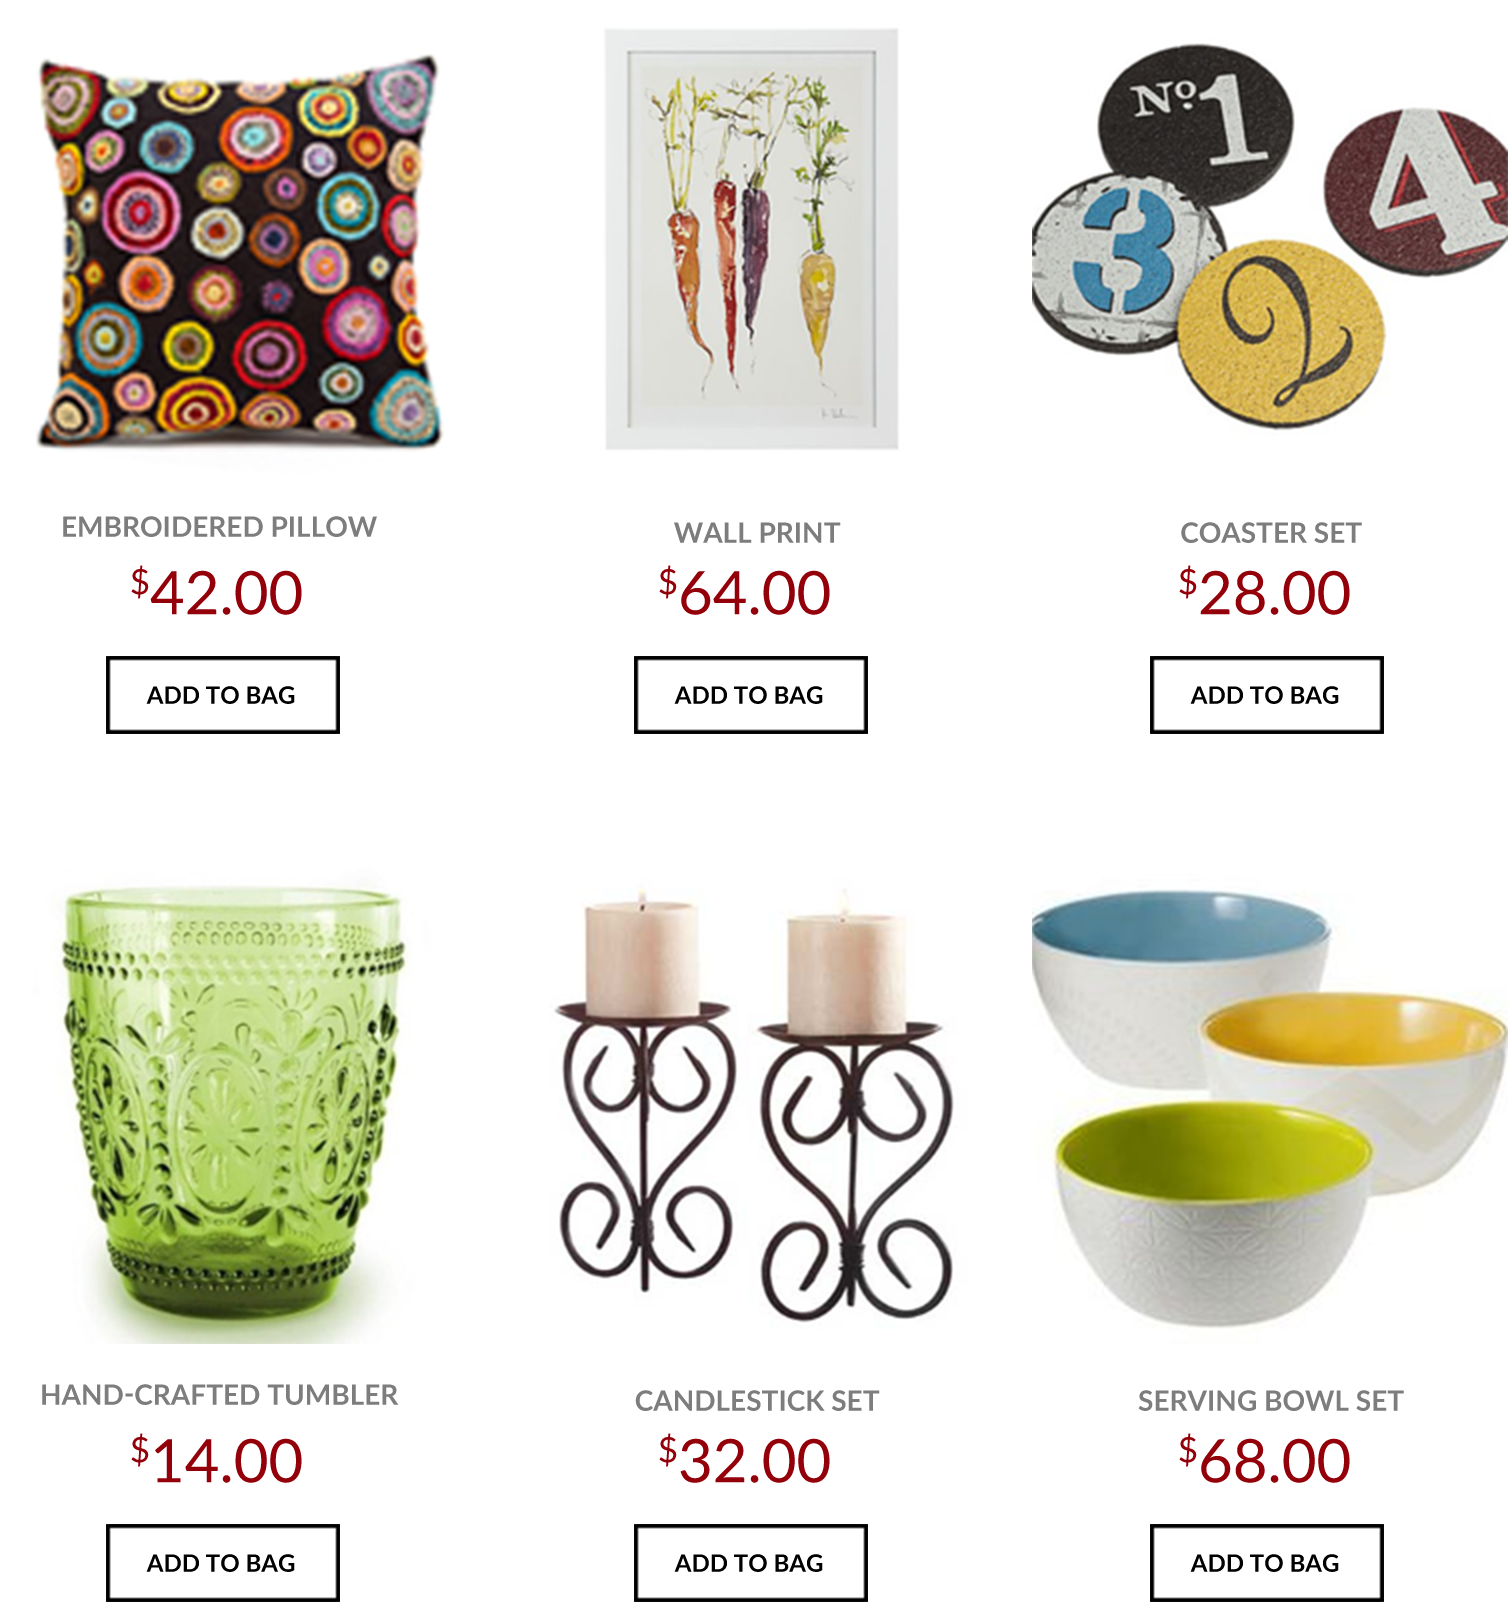 Nº1
4
3
2
EMBROIDERED PILLOW
$42.00
ADD TO BAG
WALL PRINT
$64.00
ADD TO BAG
COASTER SET
$28.00
ADD TO BAG
HAND-CRAFTED TUMBLER
$14.00
ADD TO BAG
CANDLESTICK SET
$32.00
ADD TO BAG
SERVING BOWL SET
$68.00
ADD TO BAG